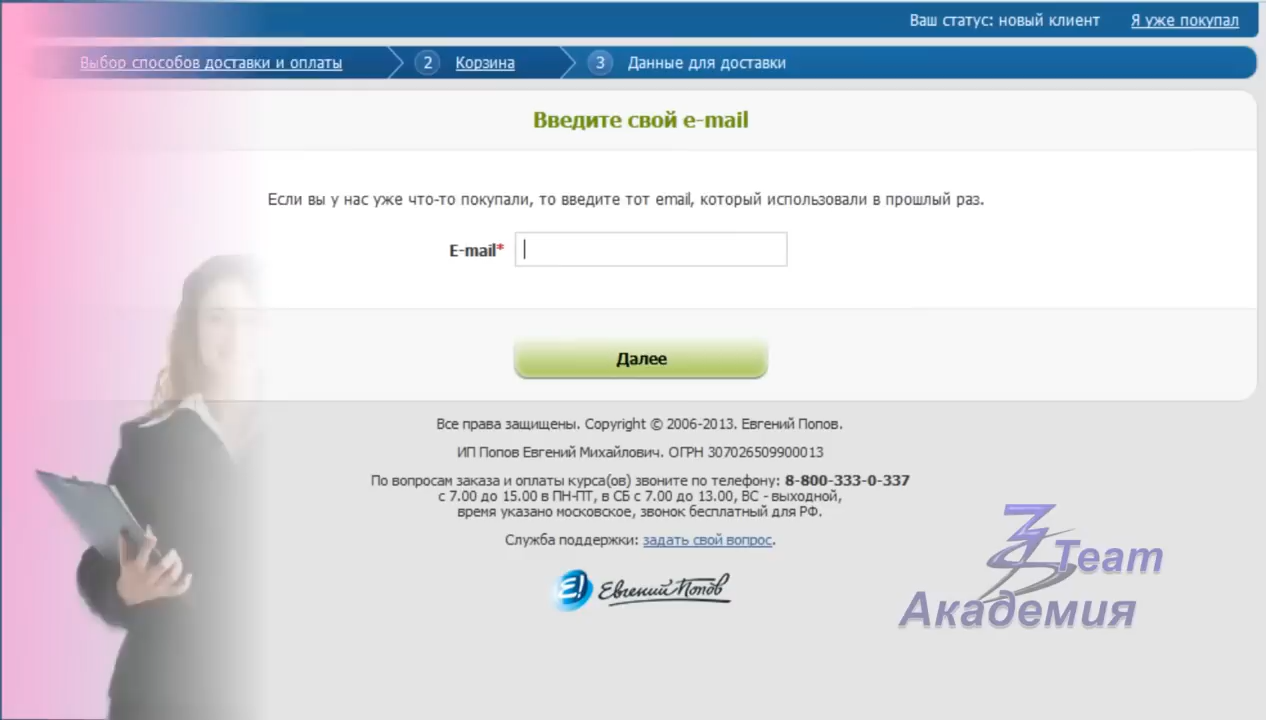 Ваш статус: новый клиент Я уже покупал
Выбор способов доставки и оплаты 2 Корзина 3 Данные для доставки
Введите свой e-mail
Если вы у нас уже что-то покупали, то введите тот email, который использовали в прошлый раз.
E-mail*
Далее
Все права защищены. Copyright © 2006-2013. Евгений Попов.
ИП Попов Евгений Михайлович. ОГРН 307026509900013
По вопросам заказа и оплаты курса(ов) звоните по телефону: 8-800-333-0-337
с 7.00 до 15.00 в ПН-ПТ, в СБ с 7.00 до 13.00, ВС - выходной,
время указано московское, звонок бесплатный для РФ.
Служба поддержки: задать свой вопрос.
Е! Евгений Попов
Team
Академия